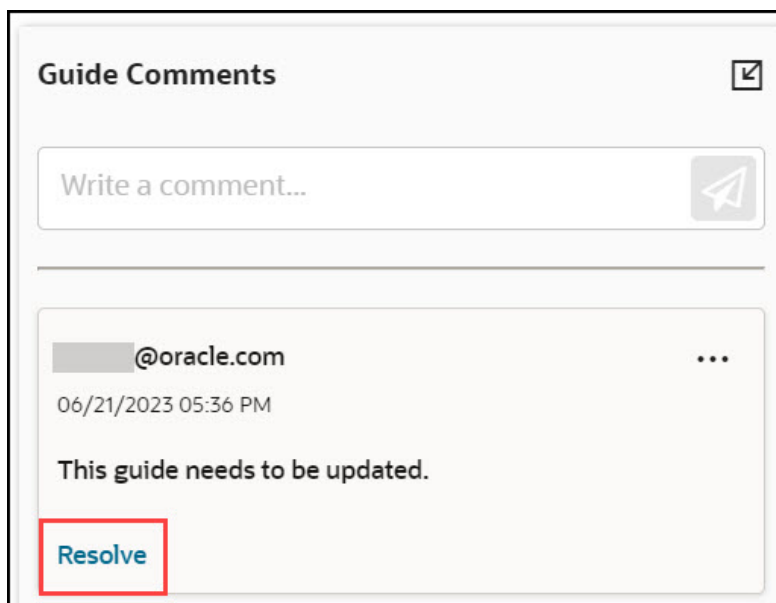 Guide Comments
Write a comment...
@oracle.com
06/21/2023 05:36 PM
This guide needs to be updated.
Resolve